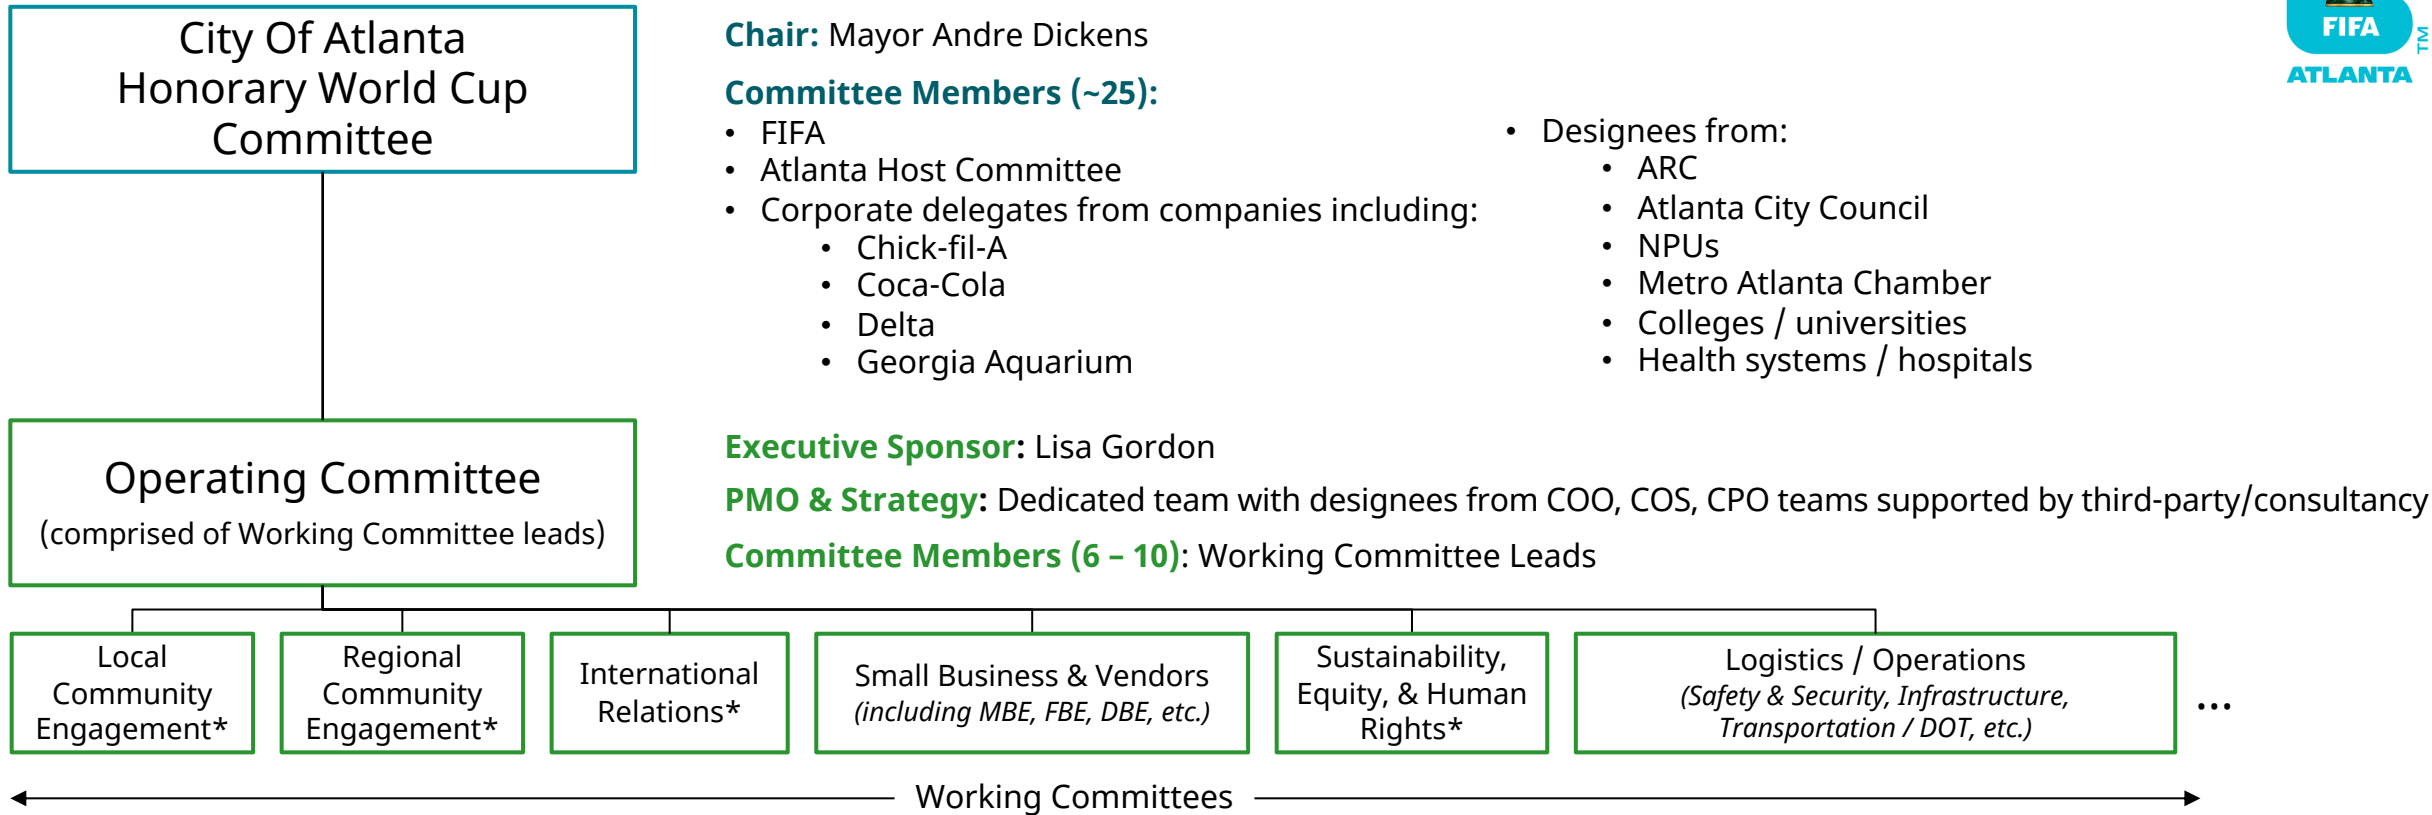 City Of Atlanta
Honorary World Cup
Committee
Chair: Mayor Andre Dickens
Committee Members (~25):
• FIFA
• Atlanta Host Committee
• Corporate delegates from companies including:
• Chick-fil-A
• Coca-Cola
• Delta
• Georgia Aquarium
• Designees from:
• ARC
• Atlanta City Council
• NPUs
• Metro Atlanta Chamber
• Colleges / universities
• Health systems / hospitals
FIFA
TM
ATLANTA
Operating Committee
(comprised of Working Committee leads)
Executive Sponsor: Lisa Gordon
PMO & Strategy: Dedicated team with designees from COO, COS, CPO teams supported by third-party/consultancy
Committee Members (6 – 10): Working Committee Leads
Local
Community
Engagement*
Regional
Community
Engagement*
International
Relations*
Small Business & Vendors
(including MBE, FBE, DBE, etc.)
Sustainability,
Equity, & Human
Rights*
Logistics / Operations
(Safety & Security, Infrastructure,
Transportation / DOT, etc.)
...
Working Committees